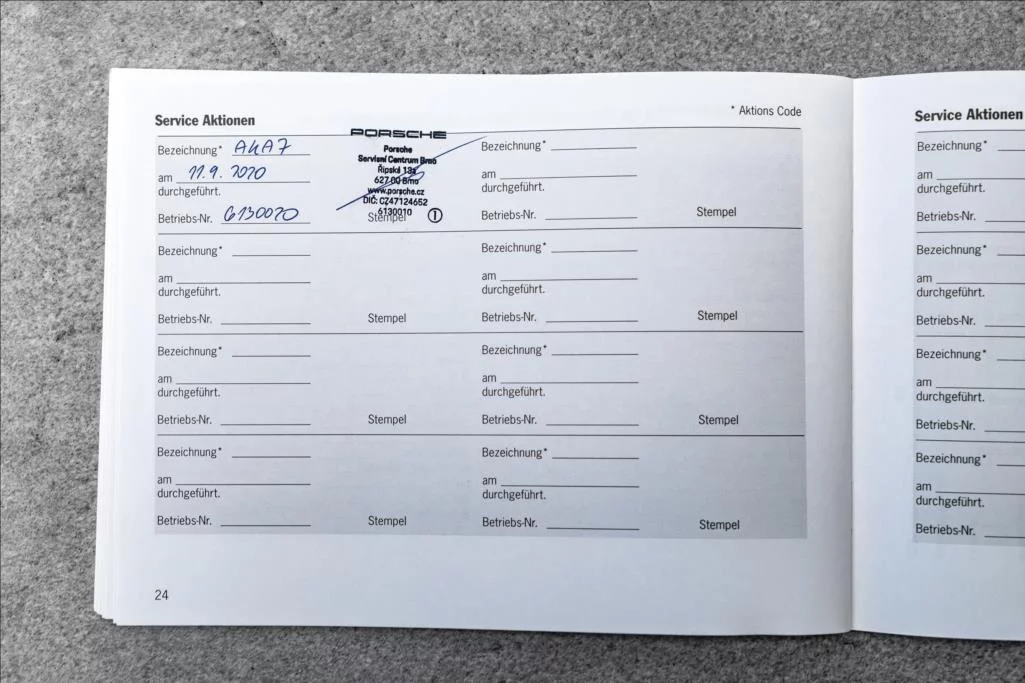 * Aktions Code
Service Aktionen
Bezeichnung* AKA7
am 11.9. 2020
durchgeführt.
Betriebs-Nr. 6130020
PORSCHE
Porsche
Servisní Centrum Brno
Řipská 13a
627 00 Brno
www.porsche.cz
DIČ: CZ47124652
6130010
Stempel
1
Bezeichnung*
am
durchgeführt.
Betriebs-Nr. Stempel
Bezeichnung*
am
durchgeführt.
Betriebs-Nr. Stempel
Bezeichnung*
am
durchgeführt.
Betriebs-Nr. Stempel
Bezeichnung*
am
durchgeführt.
Betriebs-Nr. Stempel
Bezeichnung*
am
durchgeführt.
Betriebs-Nr. Stempel
Bezeichnung*
am
durchgeführt.
Betriebs-Nr. Stempel
Bezeichnung*
am
durchgeführt.
Betriebs-Nr. Stempel
24
Service Aktionen
Bezeichnung*
am
durchgeführt.
Betriebs-Nr.
Bezeichnung*
am
durchgeführt.
Betriebs-Nr.
Bezeichnung*
am
durchgeführt.
Betriebs-Nr.
Bezeichnung*
am
durchgeführt.
Betriebs-Nr.